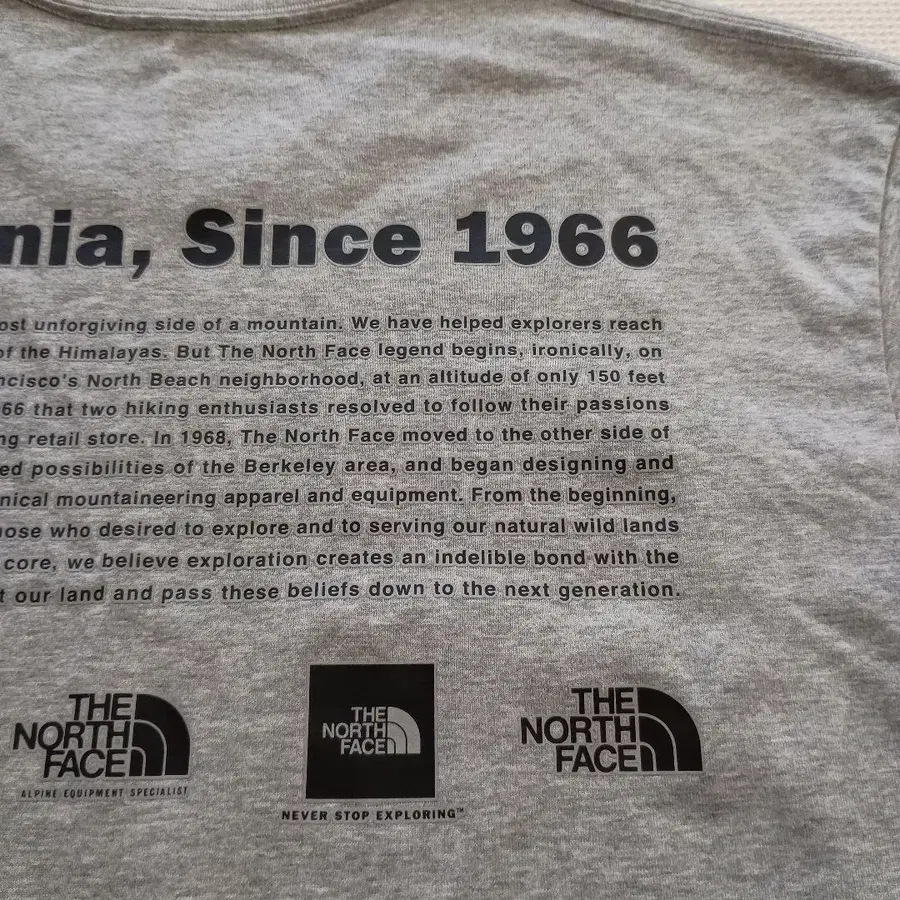 nia, Since 1966
ost unforgiving side of a mountain. We have helped explorers reach
of the Himalayas. But The North Face legend begins, ironically, on
ncisco's North Beach neighborhood, at an altitude of only 150 feet
66 that two hiking enthusiasts resolved to follow their passions
ng retail store. In 1968, The North Face moved to the other side of
ed possibilities of the Berkeley area, and began designing and
nical mountaineering apparel and equipment. From the beginning,
hose who desired to explore and to serving our natural wild lands
core, we believe exploration creates an indelible bond with the
t our land and pass these beliefs down to the next generation.
THE
NORTH
FACE
ALPINE EQUIPMENT SPECIALIST
THE
NORTH
FACE
NEVER STOP EXPLORING™
THE
NORTH
FACE